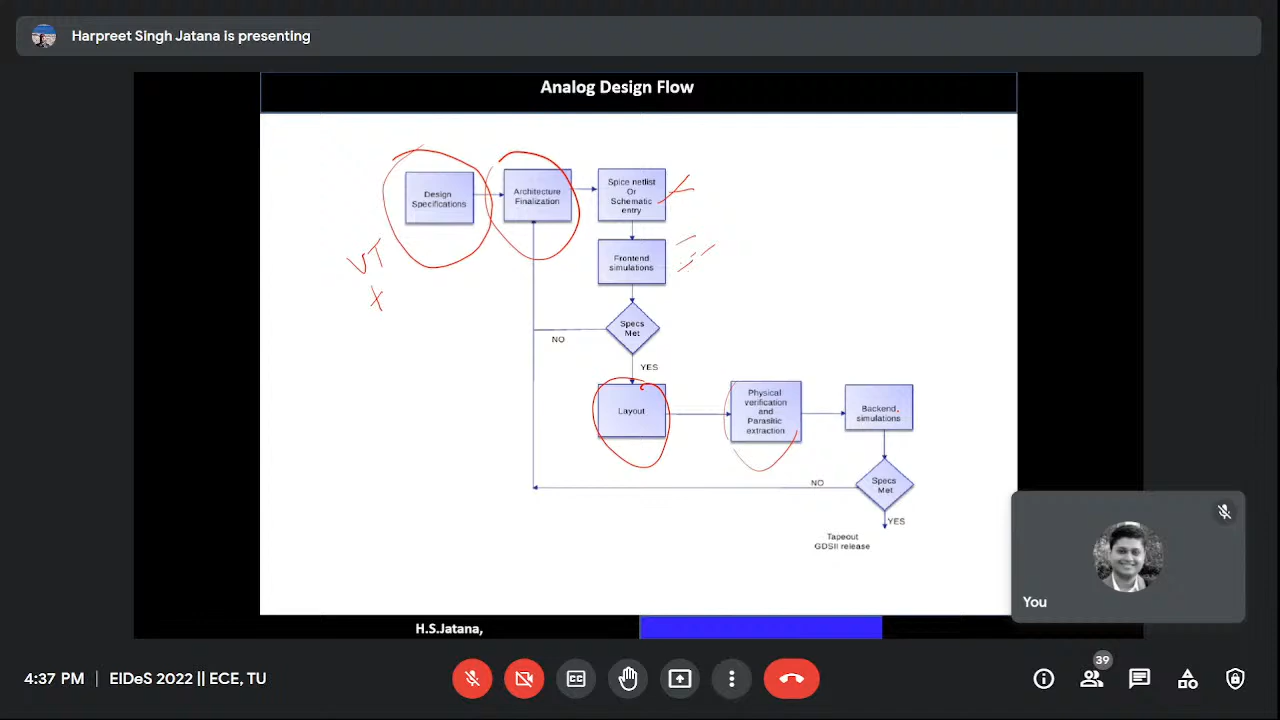 Harpreet Singh Jatana is presenting
Analog Design Flow
Design
Specifications
Architecture
Finalization
Spice netlist
Or
Schematic
entry
Frontend
simulations
VT
X
Specs
Met
NO
YES
Layout
Physical
verification
and
Parasitic
extraction
Backend
simulations
NO
Specs
Met
YES
Tapeout
GDSII release
H.S.Jatana,
You
4:37 PM | EIDeS 2022 || ECE, TU
CC
39